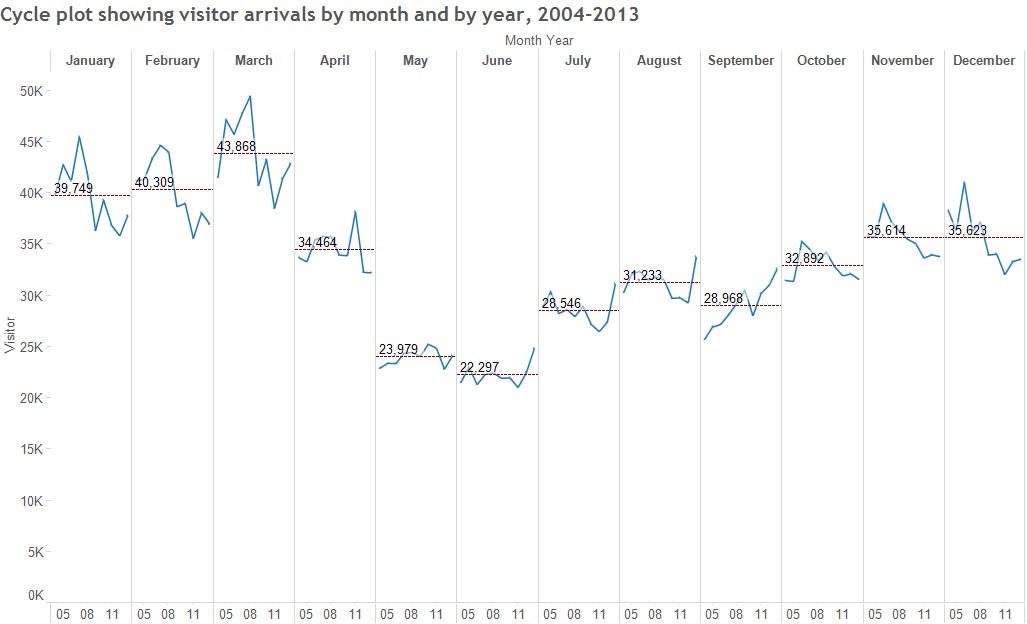 Cycle plot showing visitor arrivals by month and by year, 2004-2013
Month Year
January February March April May June July August September October November December
50K
45K
43,868
40,309
40K
39,749
35,614 35,623
35K
34,464
32,892
31,233
30K
28,968
28,546
25K
23,979
22,297
Visitor
20K
15K
10K
5K
0K
05 08 11 05 08 11 05 08 11 05 08 11 05 08 11 05 08 11 05 08 11 05 08 11 05 08 11 05 08 11 05 08 11 05 08 11